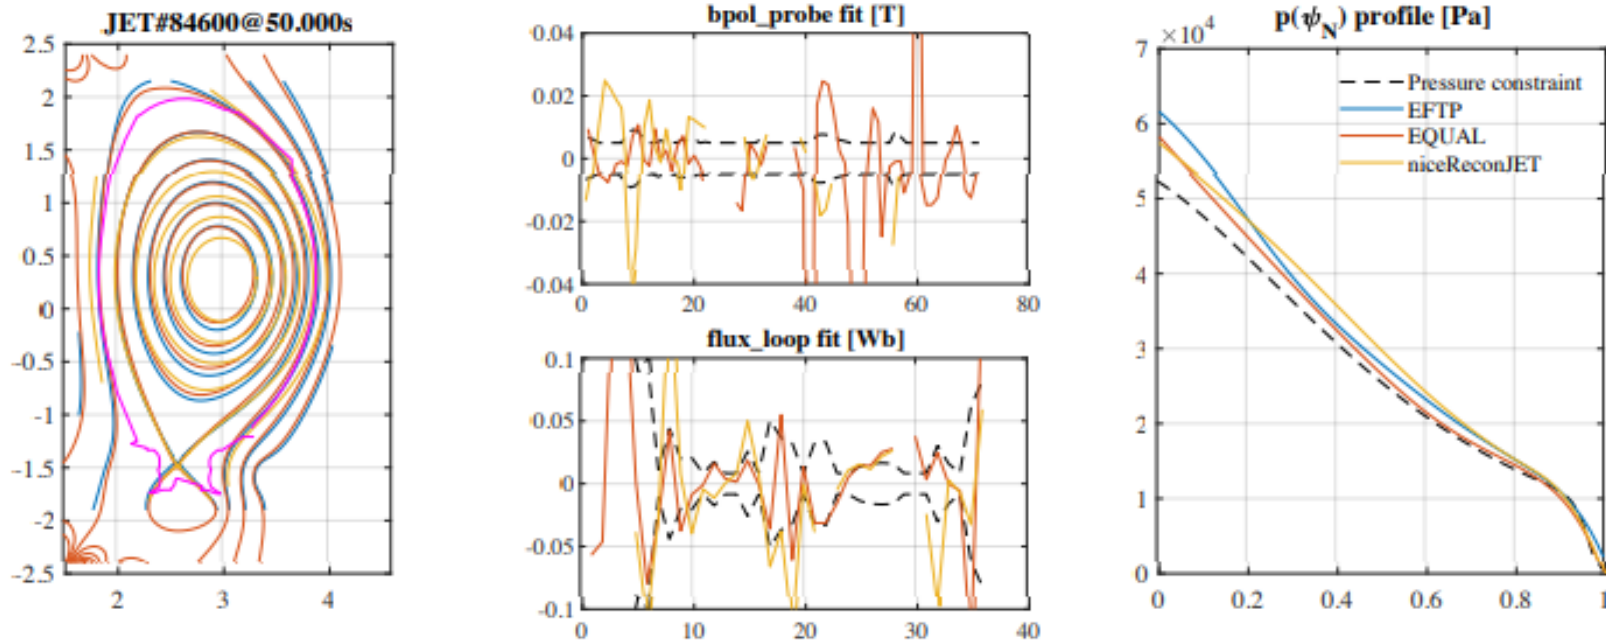 JET#84600@50.000s
2.5
2
1.5
1
0.5
0
-0.5
-1
-1.5
-2
-2.5
2 3 4
bpol_probe fit [T]
0.04
0.02
0
-0.02
-0.04
0 20 40 60 80
flux_loop fit [Wb]
0.1
0.05
0
-0.05
-0.1
0 10 20 30 40
p(ψN) profile [Pa]
×10^4
7
6
5
4
3
2
1
0
0 0.2 0.4 0.6 0.8 1
Pressure constraint
EFTP
EQUAL
niceReconJET